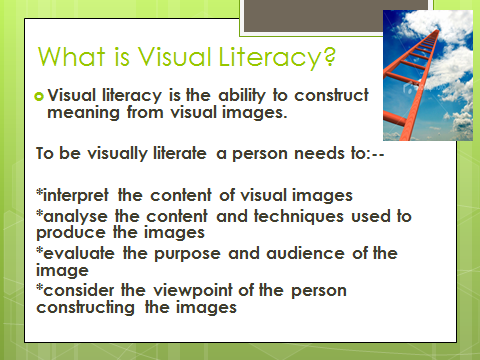 What is Visual Literacy?
Visual literacy is the ability to construct
meaning from visual images.
To be visually literate a person needs to:--
*interpret the content of visual images
*analyse the content and techniques used to
produce the images
*evaluate the purpose and audience of the
image
*consider the viewpoint of the person
constructing the images